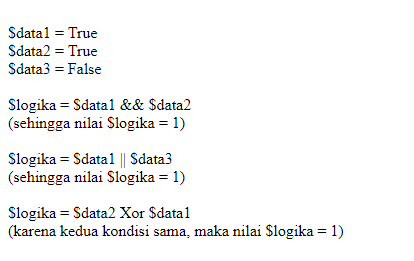 $data1 = True
$data2 = True
$data3 = False
$logika = $data1 && $data2
(sehingga nilai $logika = 1)
$logika = $data1 || $data3
(sehingga nilai $logika = 1)
$logika = $data2 Xor $data1
(karena kedua kondisi sama, maka nilai $logika = 1)